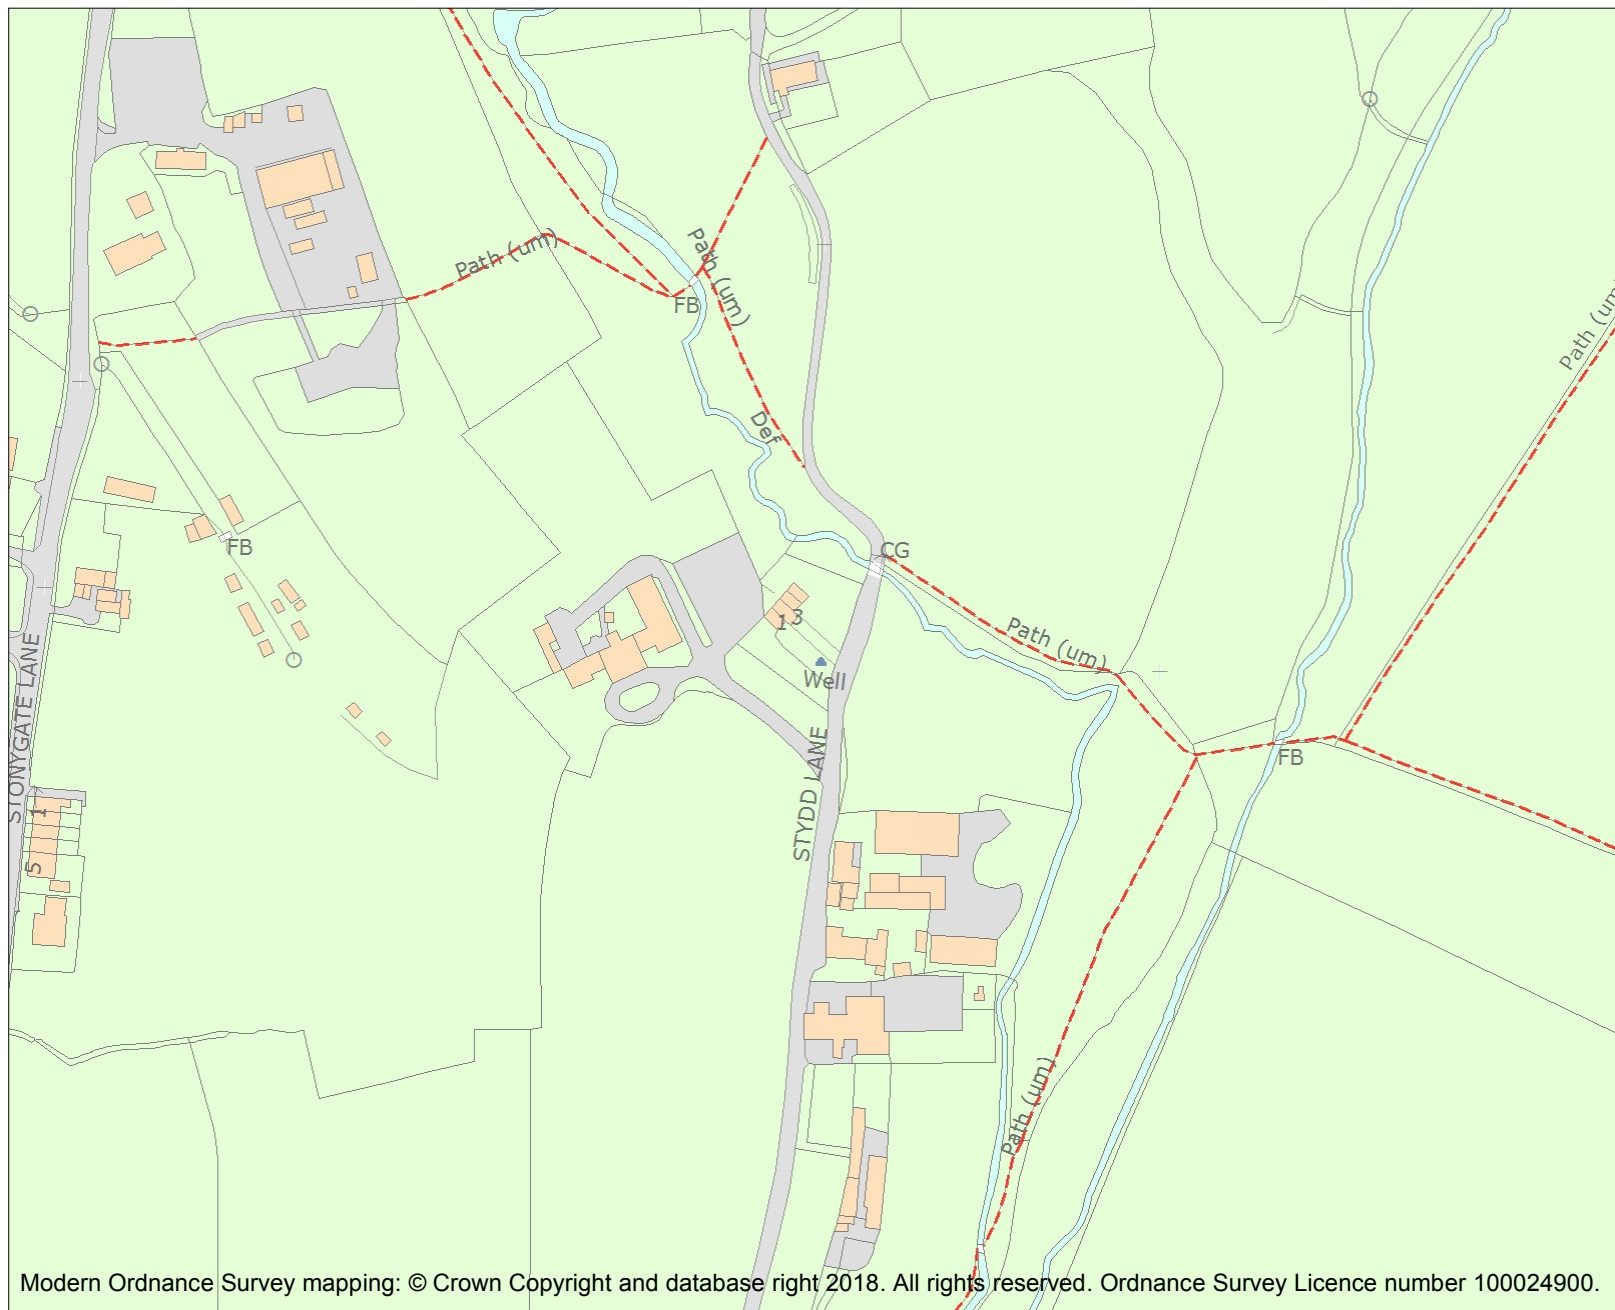 Path (um)
Path (um)
FB
Path (um)
Def
CG
FB
13
Path (um)
Well
STONYGATE LANE
STYDD LANE
FB
1
5
Path (um)
Modern Ordnance Survey mapping: © Crown Copyright and database right 2018. All rights reserved. Ordnance Survey Licence number 100024900.